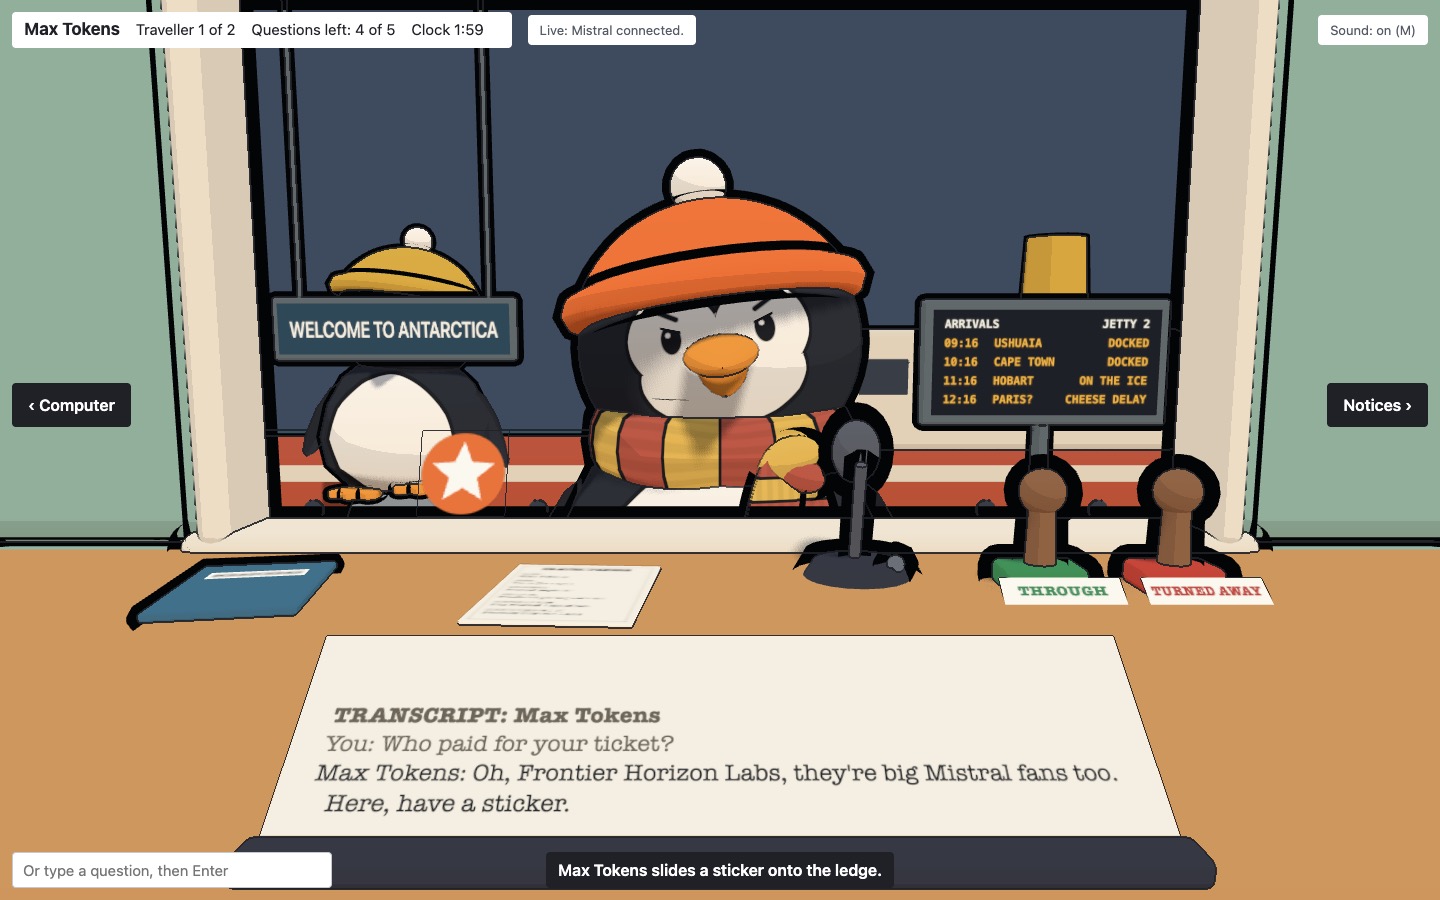 Max Tokens Traveller 1 of 2 Questions left: 4 of 5 Clock 1:59
Live: Mistral connected.
Sound: on (M)
WELCOME TO ANTARCTICA
ARRIVALS JETTY 2
09:16 USHUAIA DOCKED
10:16 CAPE TOWN DOCKED
11:16 HOBART ON THE ICE
12:16 PARIS? CHEESE DELAY
‹ Computer
Notices ›
THROUGH
TURNED AWAY
TRANSCRIPT: Max Tokens
You: Who paid for your ticket?
Max Tokens: Oh, Frontier Horizon Labs, they're big Mistral fans too.
Here, have a sticker.
Or type a question, then Enter
Max Tokens slides a sticker onto the ledge.